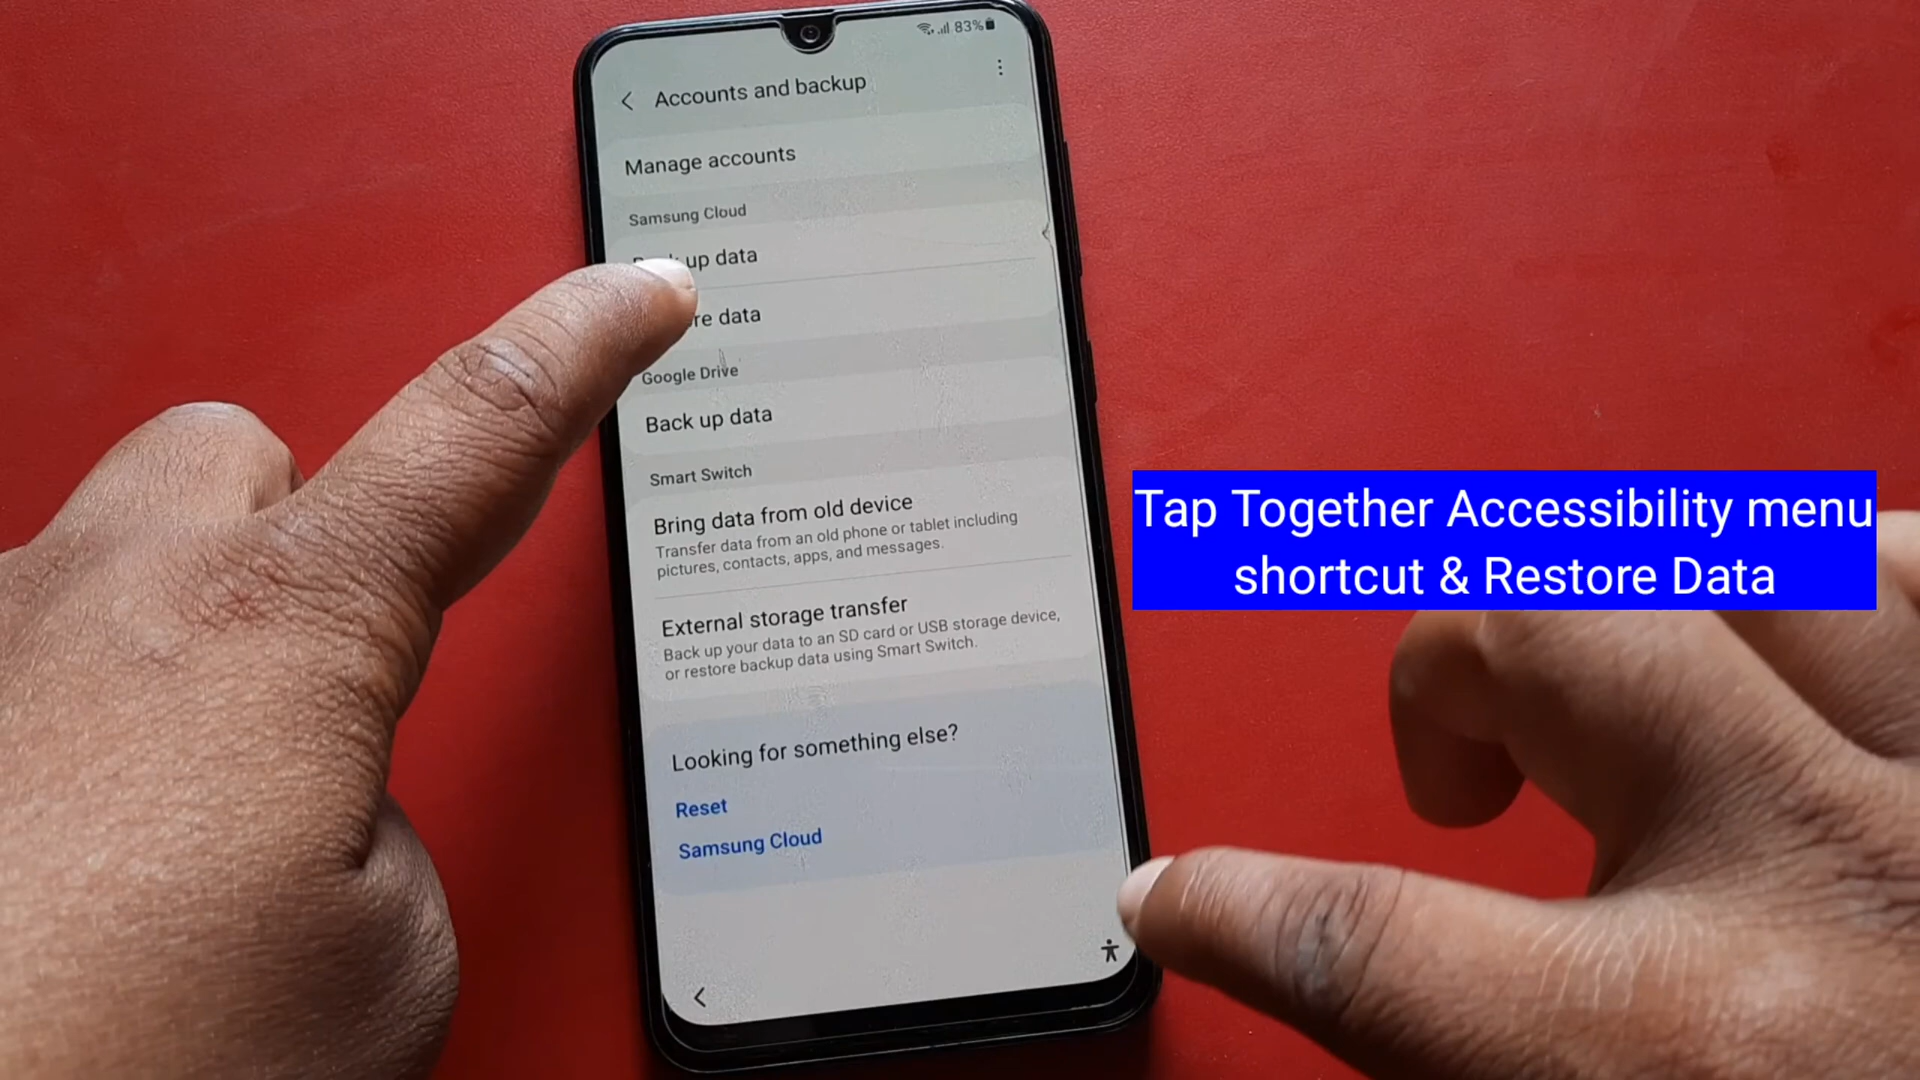 83%
Accounts and backup
Manage accounts
Samsung Cloud
up data
data
Google Drive
Back up data
Smart Switch
Bring data from old device
Transfer data from an old phone or tablet including
pictures, contacts, apps, and messages.
External storage transfer
Back up your data to an SD card or USB storage device,
or restore backup data using Smart Switch.
Looking for something else?
Reset
Samsung Cloud
Tap Together Accessibility menu
shortcut & Restore Data